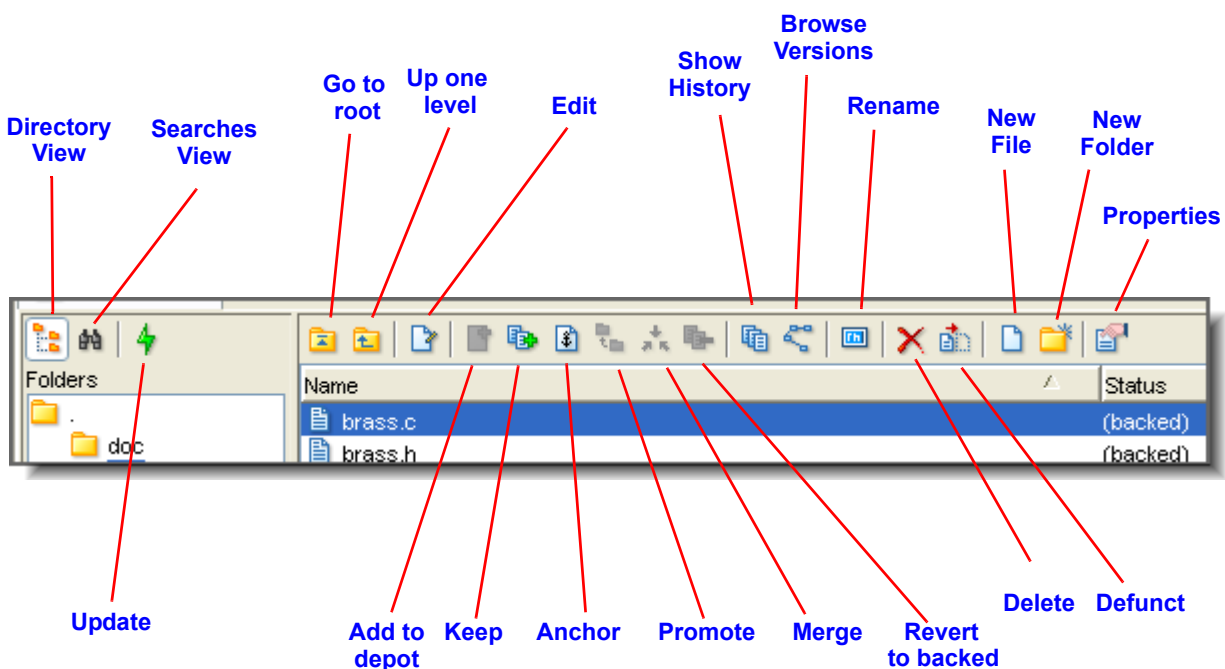 Browse
Versions
Show
History
Go to
root
Up one
level
Edit
Rename
Directory
View
Searches
View
New
File
New
Folder
Properties
Folders
Name
Status
.
brass.c
(backed)
doc
brass.h
(backed)
Update
Add to
depot
Keep
Anchor
Promote
Merge
Revert
to backed
Delete
Defunct